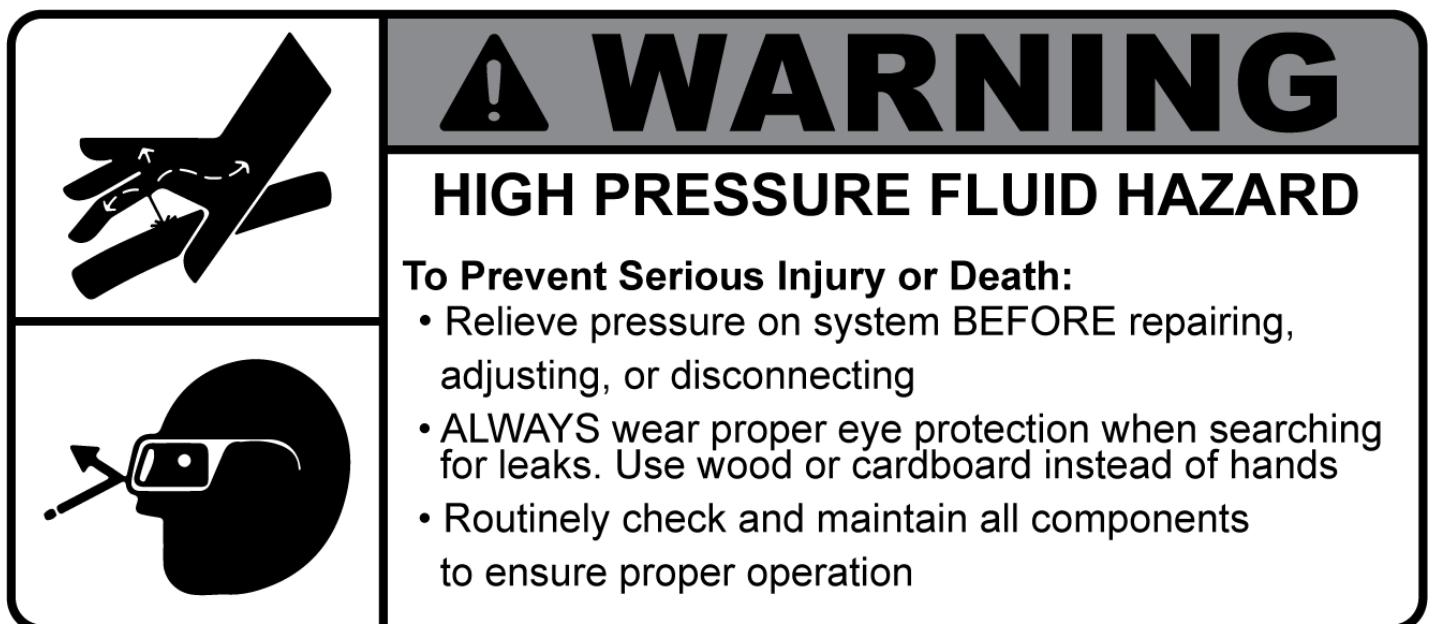 WARNING
HIGH PRESSURE FLUID HAZARD
To Prevent Serious Injury or Death:
• Relieve pressure on system BEFORE repairing,
adjusting, or disconnecting
• ALWAYS wear proper eye protection when searching
for leaks. Use wood or cardboard instead of hands
• Routinely check and maintain all components
to ensure proper operation